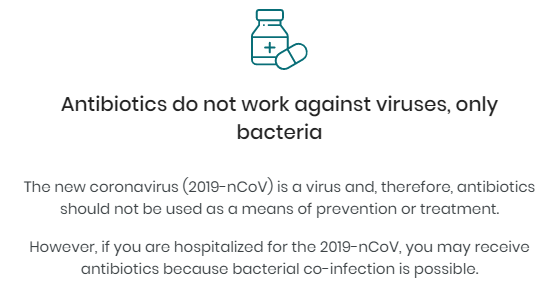 Antibiotics do not work against viruses, only
bacteria
The new coronavirus (2019-nCoV) is a virus and, therefore, antibiotics
should not be used as a means of prevention or treatment.
However, if you are hospitalized for the 2019-nCoV, you may receive
antibiotics because bacterial co-infection is possible.